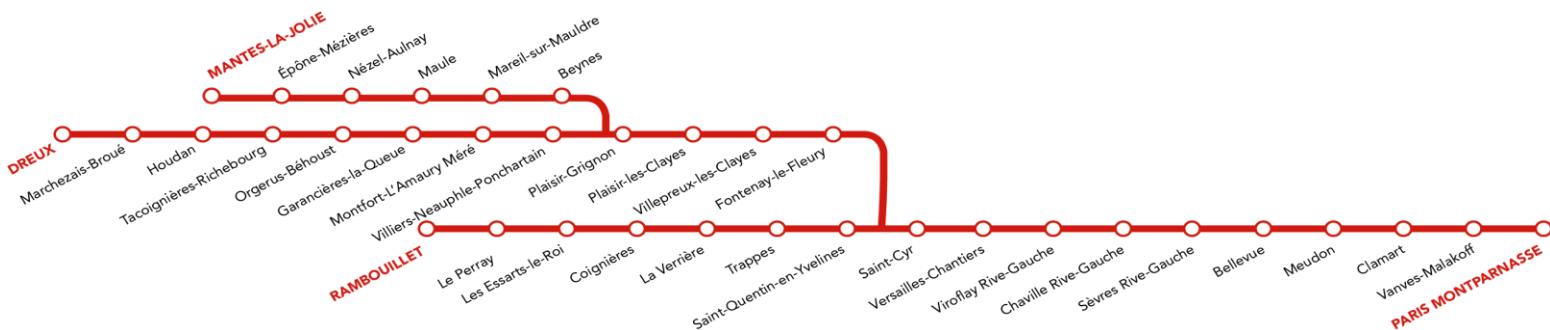 MANTES-LA-JOLIE
Épône-Mézières
Nézel-Aulnay
Maule
Mareil-sur-Mauldre
Beynes
DREUX
Marchezais-Broué
Houdan
Tacoignières-Richebourg
Orgerus-Béhoust
Garancières-la-Queue
Montfort-L'Amaury Méré
Villiers-Neauphle-Ponchartain
Plaisir-Grignon
Plaisir-les-Clayes
Villepreux-les-Clayes
Fontenay-le-Fleury
RAMBOUILLET
Le Perray
Les Essarts-le-Roi
Coignières
La Verrière
Trappes
Saint-Quentin-en-Yvelines
Saint-Cyr
Versailles-Chantiers
Viroflay Rive-Gauche
Chaville Rive-Gauche
Sèvres Rive-Gauche
Bellevue
Meudon
Clamart
Vanves-Malakoff
PARIS MONTPARNASSE